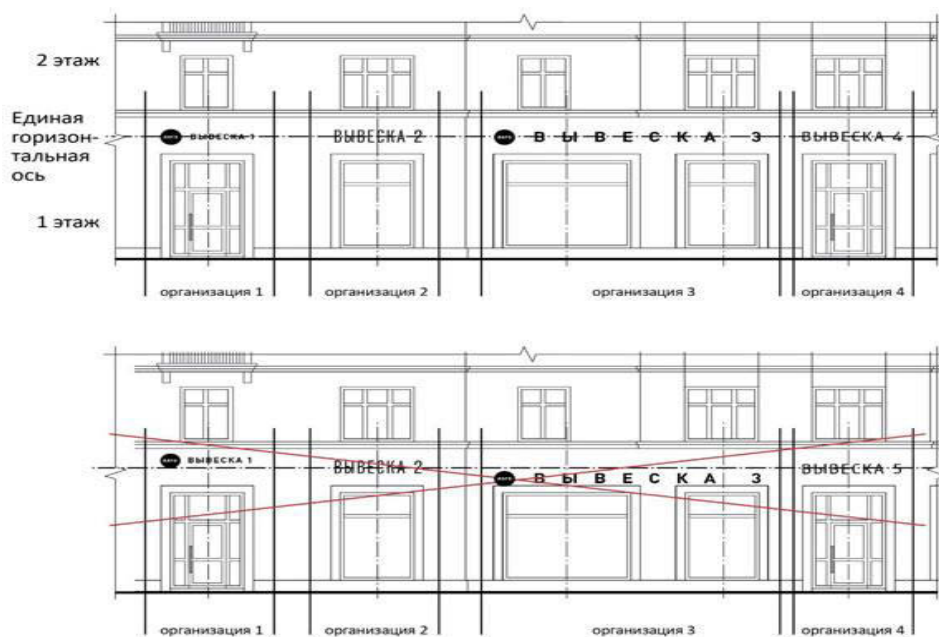 2 этаж
Единая
горизон-
тальная
ось
1 этаж
ВЫВЕСКА 1
ВЫВЕСКА 2
В Ы В Е С К А 3
ВЫВЕСКА 4
организация 1
организация 2
организация 3
организация 4
ВЫВЕСКА 1
ВЫВЕСКА 2
В Ы В Е С К А 3
ВЫВЕСКА 5
организация 1
организация 2
организация 3
организация 4